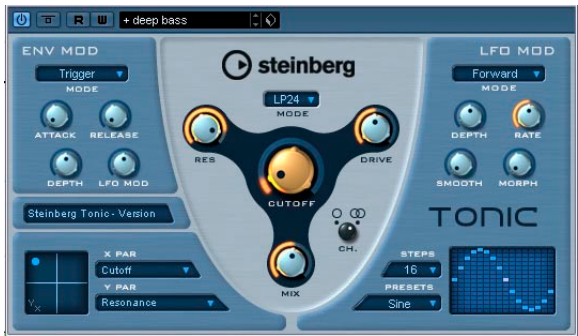 R W + deep bass
ENV MOD
Trigger
MODE
ATTACK RELEASE
DEPTH LFO MOD
Steinberg Tonic - Version
X PAR
Cutoff
Y PAR
Resonance
Y X
steinberg
LP24
MODE
RES
DRIVE
CUTOFF
CH.
MIX
LFO MOD
Forward
MODE
DEPTH RATE
SMOOTH MORPH
TONIC
STEPS
16
PRESETS
Sine